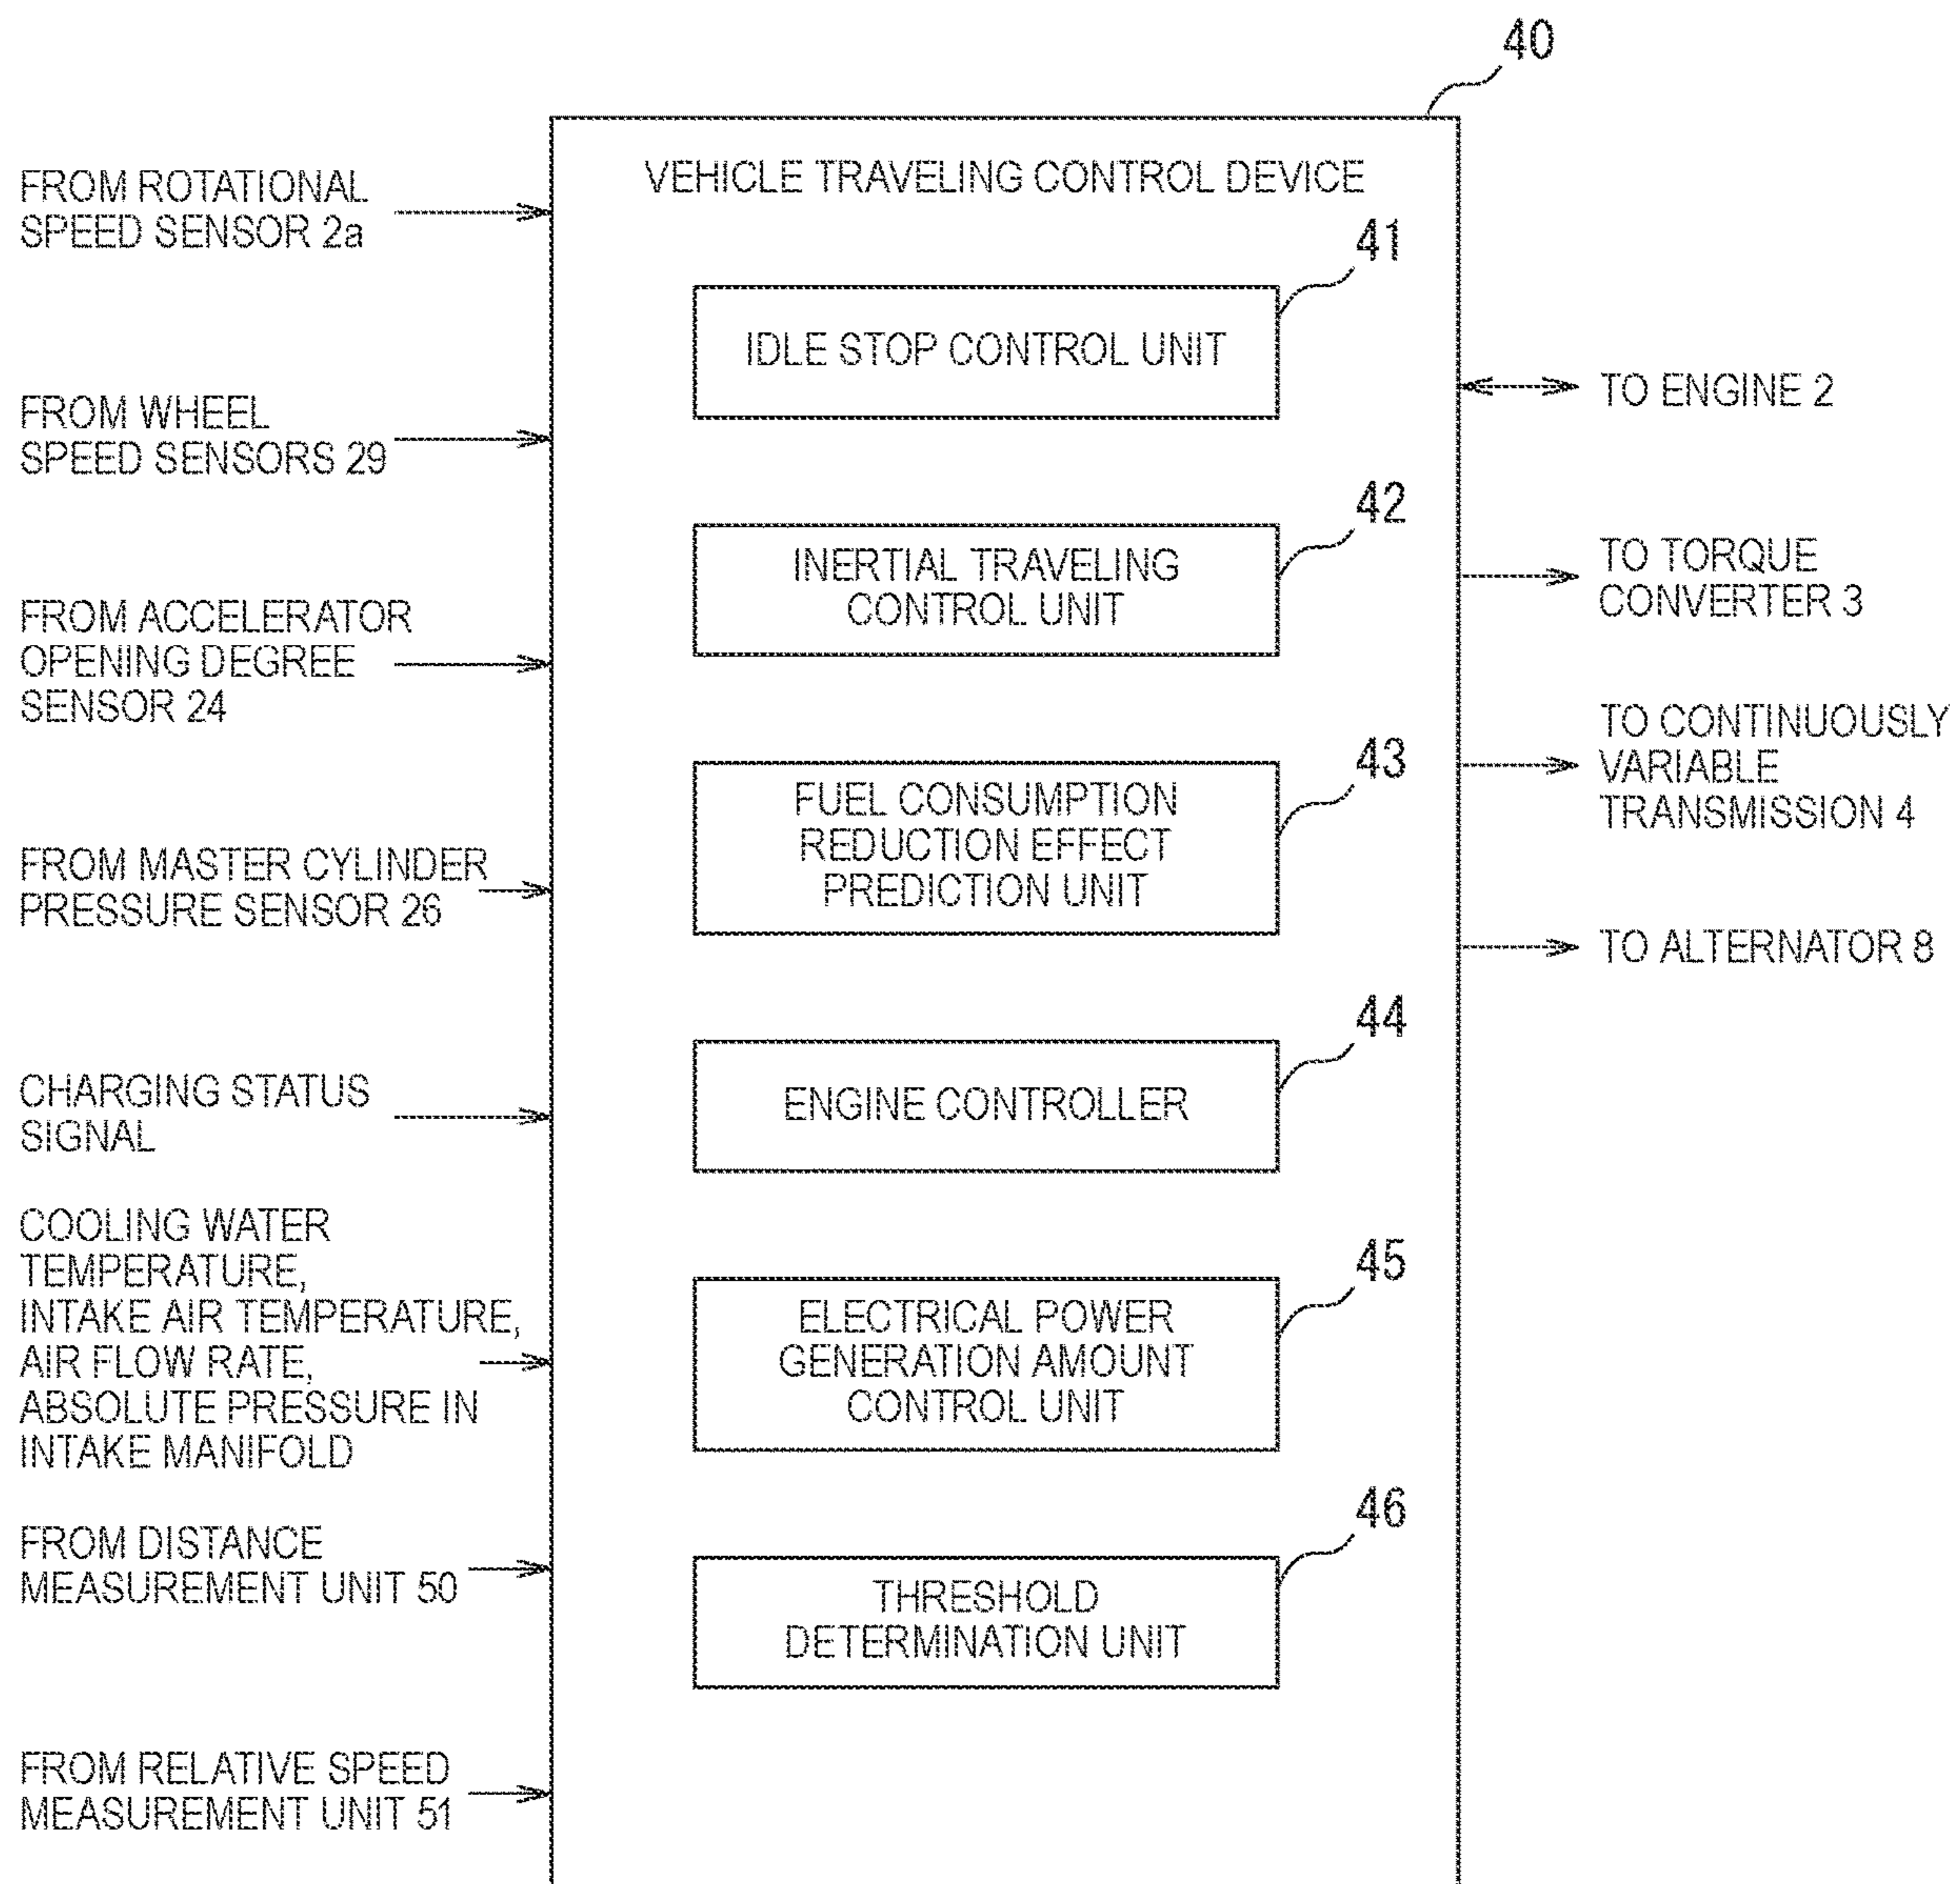 40
VEHICLE TRAVELING CONTROL DEVICE
FROM ROTATIONAL
SPEED SENSOR 2a
FROM WHEEL
SPEED SENSORS 29
FROM ACCELERATOR
OPENING DEGREE
SENSOR 24
FROM MASTER CYLINDER
PRESSURE SENSOR 26
CHARGING STATUS
SIGNAL
COOLING WATER
TEMPERATURE,
INTAKE AIR TEMPERATURE,
AIR FLOW RATE,
ABSOLUTE PRESSURE IN
INTAKE MANIFOLD
FROM DISTANCE
MEASUREMENT UNIT 50
FROM RELATIVE SPEED
MEASUREMENT UNIT 51
41
IDLE STOP CONTROL UNIT
42
INERTIAL TRAVELING
CONTROL UNIT
43
FUEL CONSUMPTION
REDUCTION EFFECT
PREDICTION UNIT
44
ENGINE CONTROLLER
45
ELECTRICAL POWER
GENERATION AMOUNT
CONTROL UNIT
46
THRESHOLD
DETERMINATION UNIT
TO ENGINE 2
TO TORQUE
CONVERTER 3
TO CONTINUOUSLY
VARIABLE
TRANSMISSION 4
TO ALTERNATOR 8